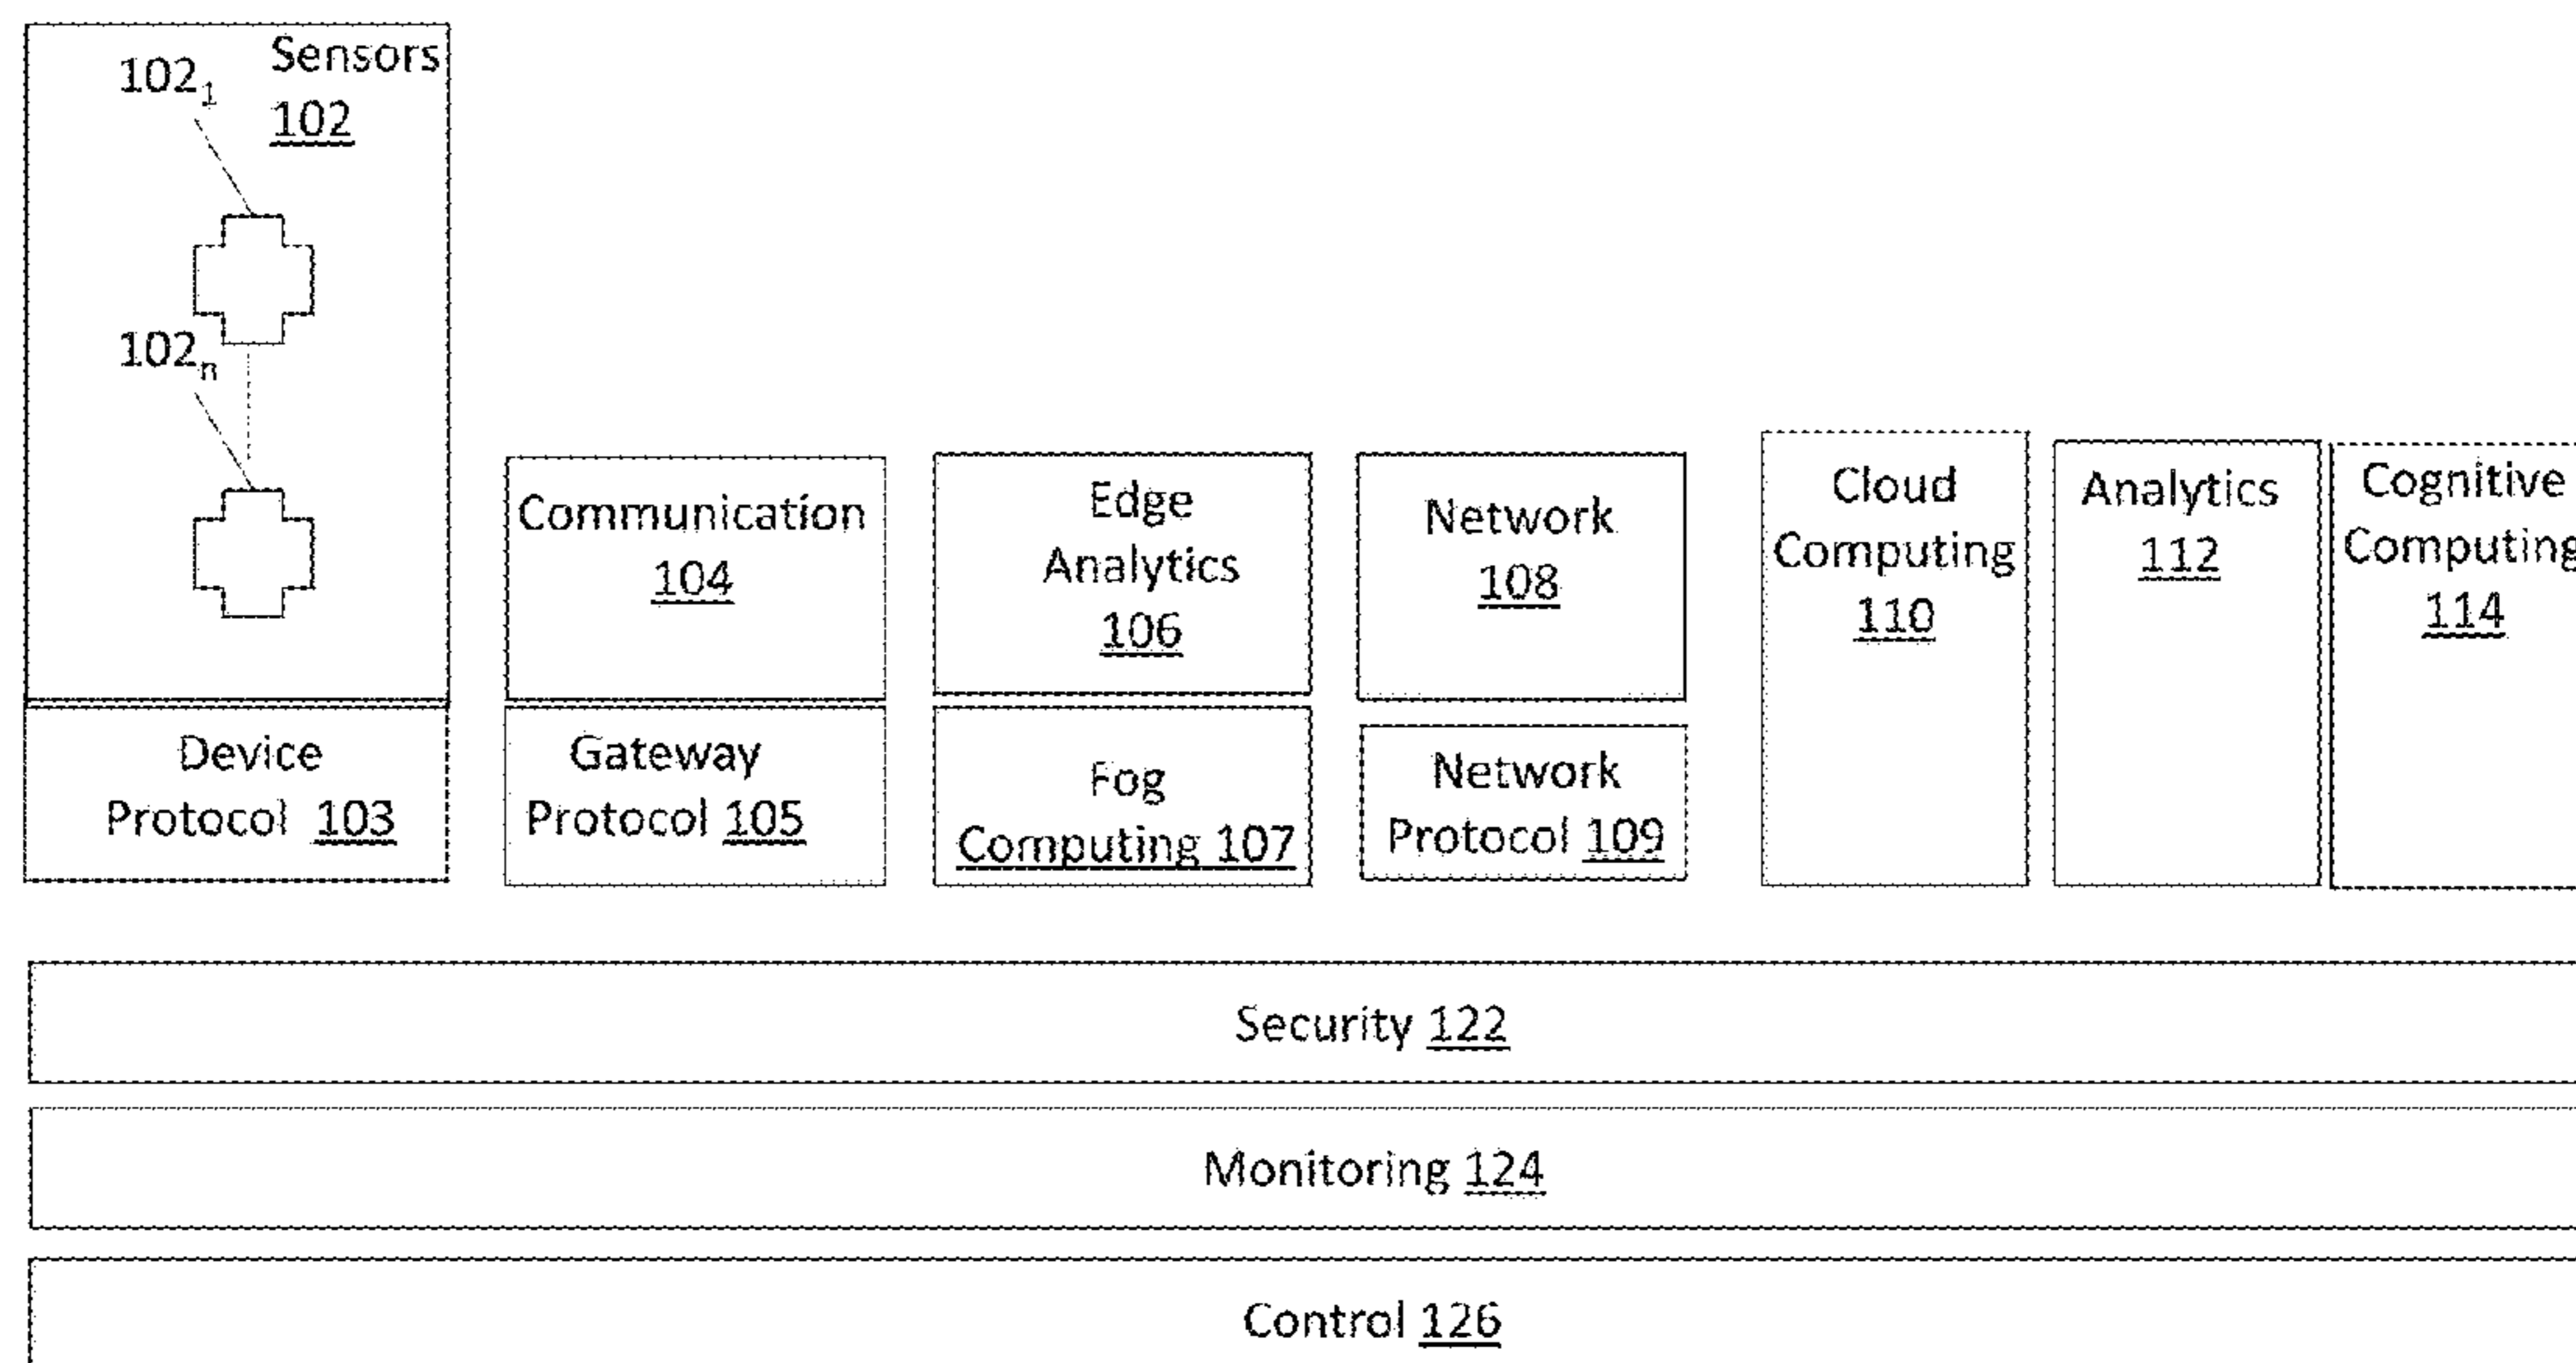 Sensors
102
102₁
102ₙ
Device
Protocol 103
Communication
104
Gateway
Protocol 105
Edge
Analytics
106
Fog
Computing 107
Network
108
Network
Protocol 109
Cloud
Computing
110
Analytics
112
Cognitive
Computing
114
Security 122
Monitoring 124
Control 126